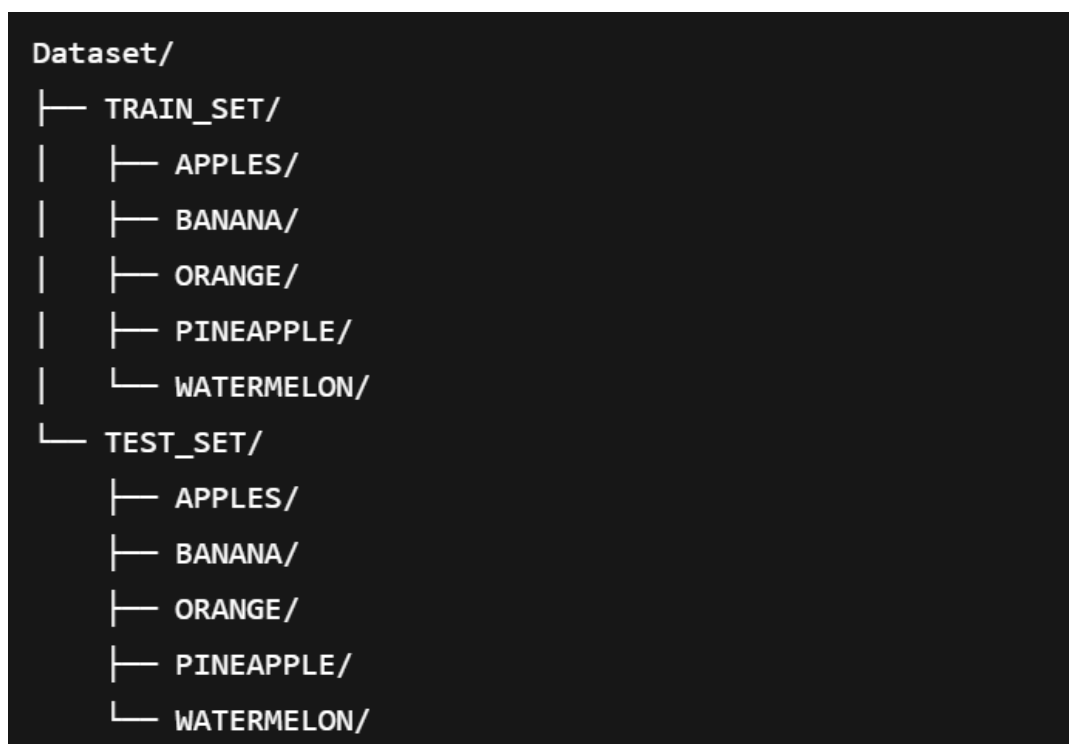 Dataset/
├── TRAIN_SET/
│   ├── APPLES/
│   ├── BANANA/
│   ├── ORANGE/
│   ├── PINEAPPLE/
│   └── WATERMELON/
└── TEST_SET/
    ├── APPLES/
    ├── BANANA/
    ├── ORANGE/
    ├── PINEAPPLE/
    └── WATERMELON/